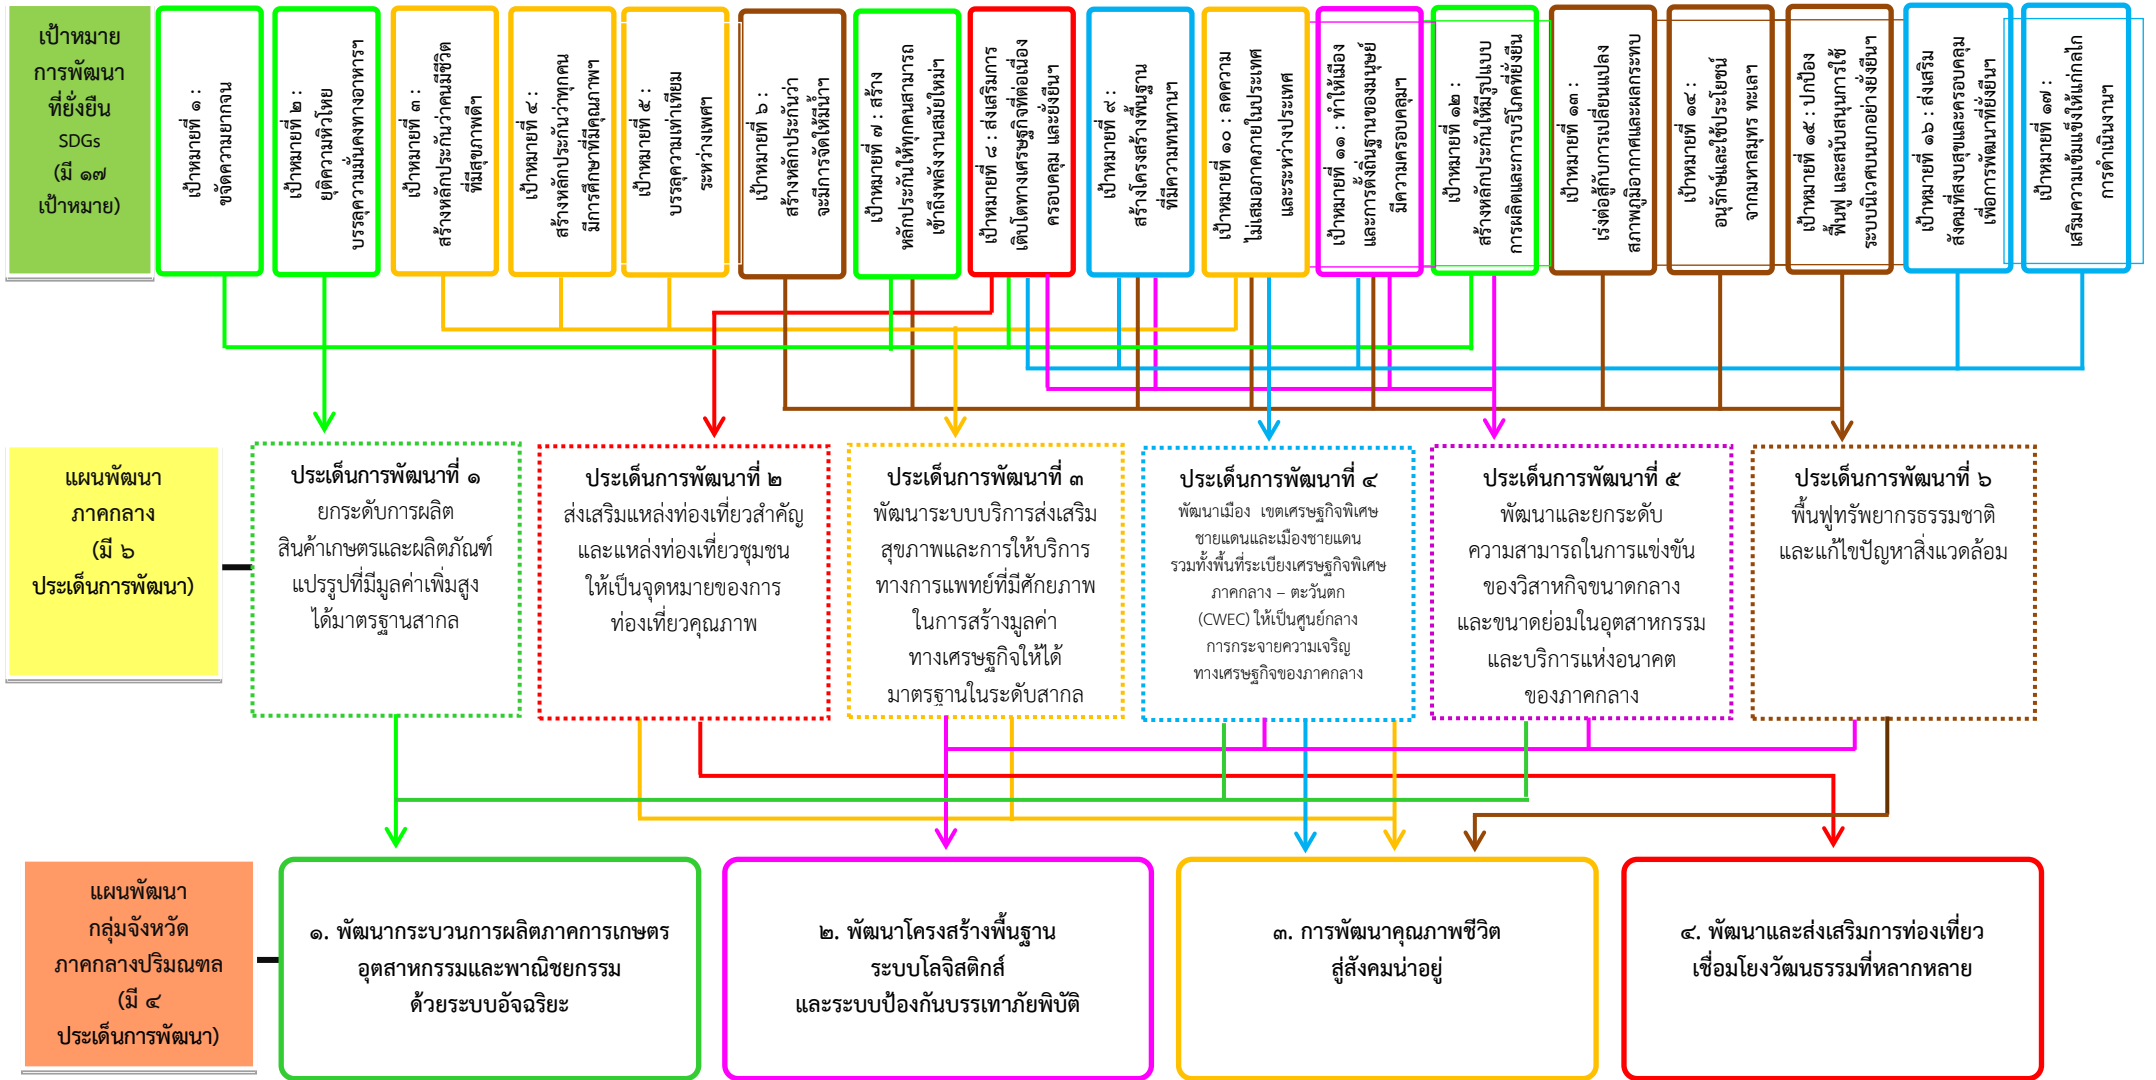 เป้าหมาย
การพัฒนา
ที่ยั่งยืน
SDGs
(มี ๑๗
เป้าหมาย)
เป้าหมายที่ ๑ :
ขจัดความยากจน
เป้าหมายที่ ๒ :
ยุติความหิวโหย
บรรลุความมั่นคงทางอาหารฯ
เป้าหมายที่ ๓ :
สร้างหลักประกันว่าคนมีชีวิต
ที่มีสุขภาพดีฯ
เป้าหมายที่ ๔ :
สร้างหลักประกันว่าทุกคน
มีการศึกษาที่มีคุณภาพฯ
เป้าหมายที่ ๕ :
บรรลุความเท่าเทียม
ระหว่างเพศฯ
เป้าหมายที่ ๖ :
สร้างหลักประกันว่า
จะมีการจัดให้มีน้ำฯ
เป้าหมายที่ ๗ : สร้าง
หลักประกันให้ทุกคนสามารถ
เข้าถึงพลังงานสมัยใหม่ฯ
เป้าหมายที่ ๘ : ส่งเสริมการ
เติบโตทางเศรษฐกิจที่ต่อเนื่อง
ครอบคลุม และยั่งยืนฯ
เป้าหมายที่ ๙ :
สร้างโครงสร้างพื้นฐาน
ที่มีความทนทานฯ
เป้าหมายที่ ๑๐ : ลดความ
ไม่เสมอภาคภายในประเทศ
และระหว่างประเทศ
เป้าหมายที่ ๑๑ : ทำให้เมือง
และการตั้งถิ่นฐานของมนุษย์
มีความครอบคลุมฯ
เป้าหมายที่ ๑๒ :
สร้างหลักประกันให้มีรูปแบบ
การผลิตและการบริโภคที่ยั่งยืน
เป้าหมายที่ ๑๓ :
เร่งต่อสู้กับการเปลี่ยนแปลง
สภาพภูมิอากาศและผลกระทบ
เป้าหมายที่ ๑๔ :
อนุรักษ์และใช้ประโยชน์
จากมหาสมุทร ทะเลฯ
เป้าหมายที่ ๑๕ : ปกป้อง
ฟื้นฟู และสนับสนุนการใช้
ระบบนิเวศบนบกอย่างยั่งยืนฯ
เป้าหมายที่ ๑๖ : ส่งเสริม
สังคมที่สงบสุขและครอบคลุม
เพื่อการพัฒนาที่ยั่งยืนฯ
เป้าหมายที่ ๑๗ :
เสริมความเข้มแข็งให้แก่กลไก
การดำเนินงานฯ
แผนพัฒนา
ภาคกลาง
(มี ๖
ประเด็นการพัฒนา)
ประเด็นการพัฒนาที่ ๑
ยกระดับการผลิต
สินค้าเกษตรและผลิตภัณฑ์
แปรรูปที่มีมูลค่าเพิ่มสูง
ได้มาตรฐานสากล
ประเด็นการพัฒนาที่ ๒
ส่งเสริมแหล่งท่องเที่ยวสำคัญ
และแหล่งท่องเที่ยวชุมชน
ให้เป็นจุดหมายของการ
ท่องเที่ยวคุณภาพ
ประเด็นการพัฒนาที่ ๓
พัฒนาระบบบริการส่งเสริม
สุขภาพและการให้บริการ
ทางการแพทย์ที่มีศักยภาพ
ในการสร้างมูลค่า
ทางเศรษฐกิจให้ได้
มาตรฐานในระดับสากล
ประเด็นการพัฒนาที่ ๔
พัฒนาเมือง เขตเศรษฐกิจพิเศษ
ชายแดนและเมืองชายแดน
รวมทั้งพื้นที่ระเบียงเศรษฐกิจพิเศษ
ภาคกลาง – ตะวันตก
(CWEC) ให้เป็นศูนย์กลาง
การกระจายความเจริญ
ทางเศรษฐกิจของภาคกลาง
ประเด็นการพัฒนาที่ ๕
พัฒนาและยกระดับ
ความสามารถในการแข่งขัน
ของวิสาหกิจขนาดกลาง
และขนาดย่อมในอุตสาหกรรม
และบริการแห่งอนาคต
ของภาคกลาง
ประเด็นการพัฒนาที่ ๖
ฟื้นฟูทรัพยากรธรรมชาติ
และแก้ไขปัญหาสิ่งแวดล้อม
แผนพัฒนา
กลุ่มจังหวัด
ภาคกลางปริมณฑล
(มี ๔
ประเด็นการพัฒนา)
๑. พัฒนากระบวนการผลิตภาคการเกษตร
อุตสาหกรรมและพาณิชยกรรม
ด้วยระบบอัจฉริยะ
๒. พัฒนาโครงสร้างพื้นฐาน
ระบบโลจิสติกส์
และระบบป้องกันบรรเทาภัยพิบัติ
๓. การพัฒนาคุณภาพชีวิต
สู่สังคมน่าอยู่
๔. พัฒนาและส่งเสริมการท่องเที่ยว
เชื่อมโยงวัฒนธรรมที่หลากหลาย